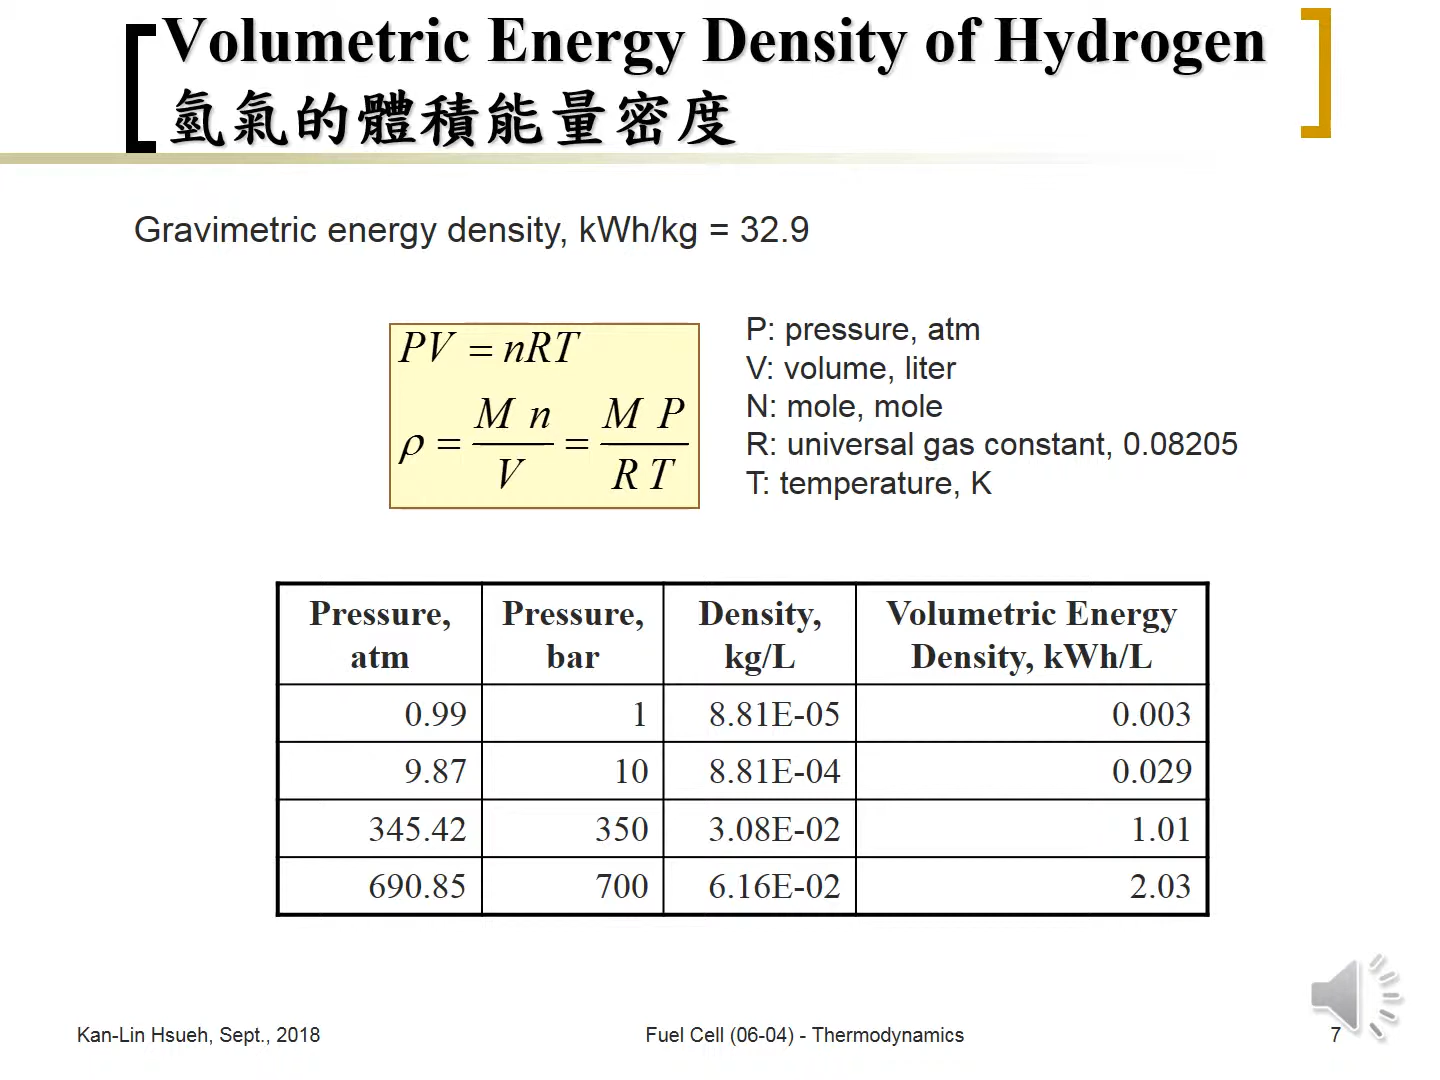 Volumetric Energy Density of Hydrogen
氫氣的體積能量密度
Gravimetric energy density, kWh/kg = 32.9
PV = nRT
ρ = M n / V = M P / R T
P: pressure, atm
V: volume, liter
N: mole, mole
R: universal gas constant, 0.08205
T: temperature, K
Pressure, atm | Pressure, bar | Density, kg/L | Volumetric Energy Density, kWh/L
0.99 | 1 | 8.81E-05 | 0.003
9.87 | 10 | 8.81E-04 | 0.029
345.42 | 350 | 3.08E-02 | 1.01
690.85 | 700 | 6.16E-02 | 2.03
Kan-Lin Hsueh, Sept., 2018
Fuel Cell (06-04) - Thermodynamics
7